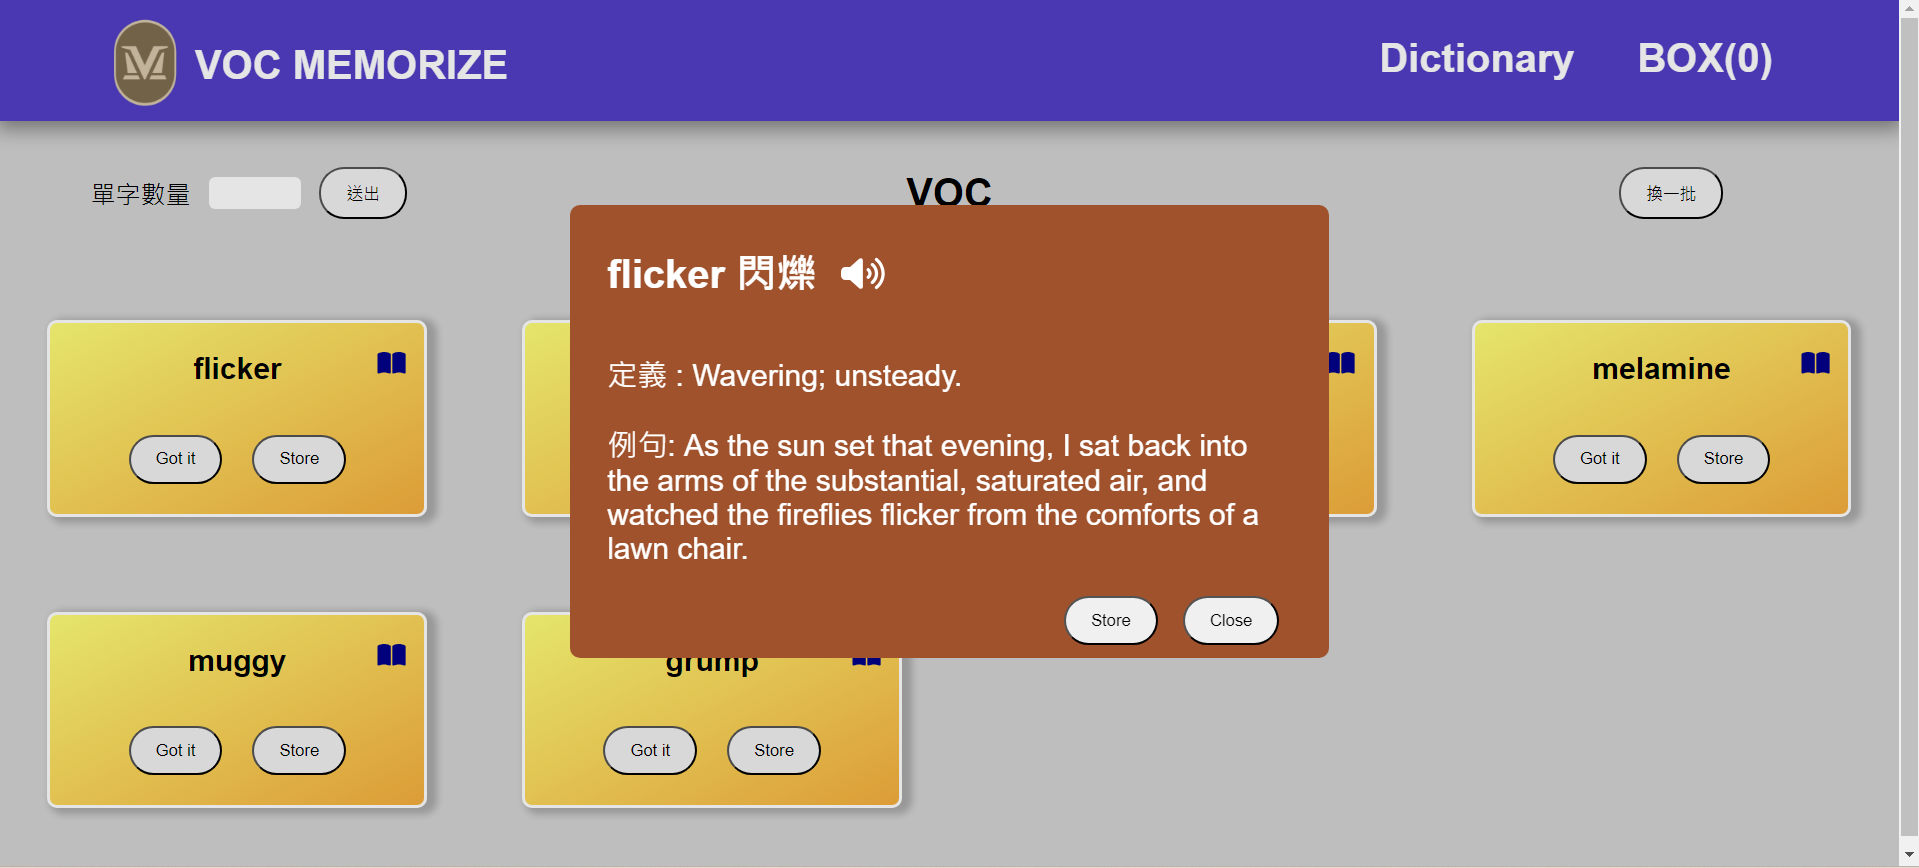 VOC MEMORIZE
Dictionary
BOX(0)
單字數量
送出
VOC
換一批
flicker 閃爍
定義 : Wavering; unsteady.
例句: As the sun set that evening, I sat back into
the arms of the substantial, saturated air, and
watched the fireflies flicker from the comforts of a
lawn chair.
Store
Close
flicker
Got it
Store
melamine
Got it
Store
muggy
Got it
Store
grump
Got it
Store